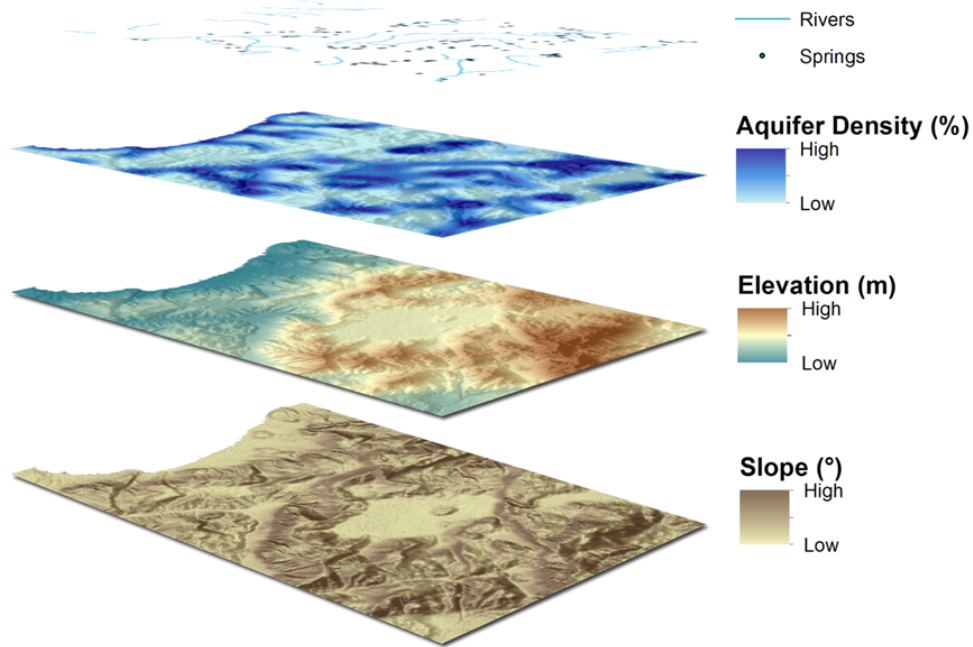 Rivers
Springs
Aquifer Density (%)
High
Low
Elevation (m)
High
Low
Slope (°)
High
Low